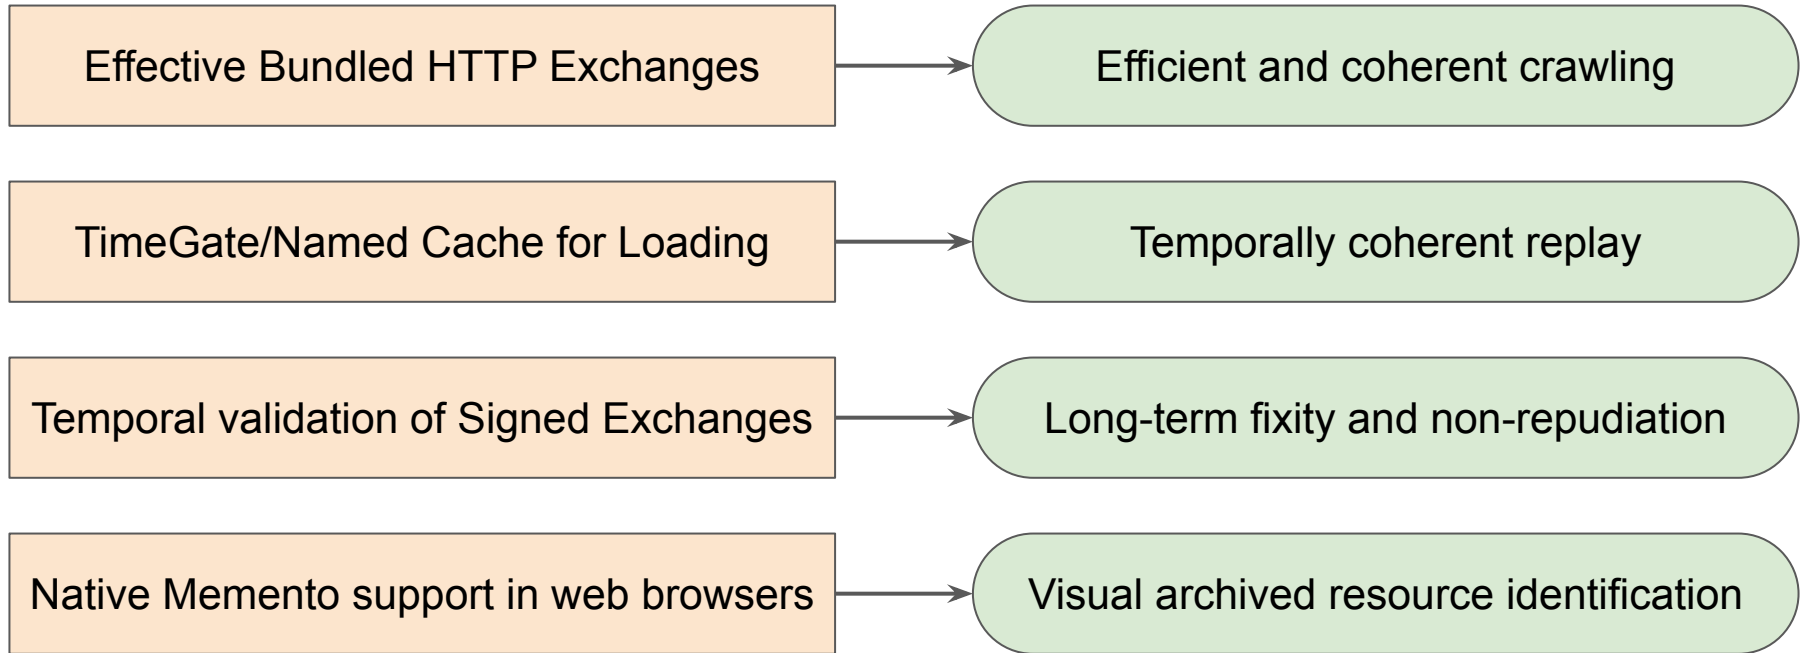 Effective Bundled HTTP Exchanges
Efficient and coherent crawling
TimeGate/Named Cache for Loading
Temporally coherent replay
Temporal validation of Signed Exchanges
Long-term fixity and non-repudiation
Native Memento support in web browsers
Visual archived resource identification